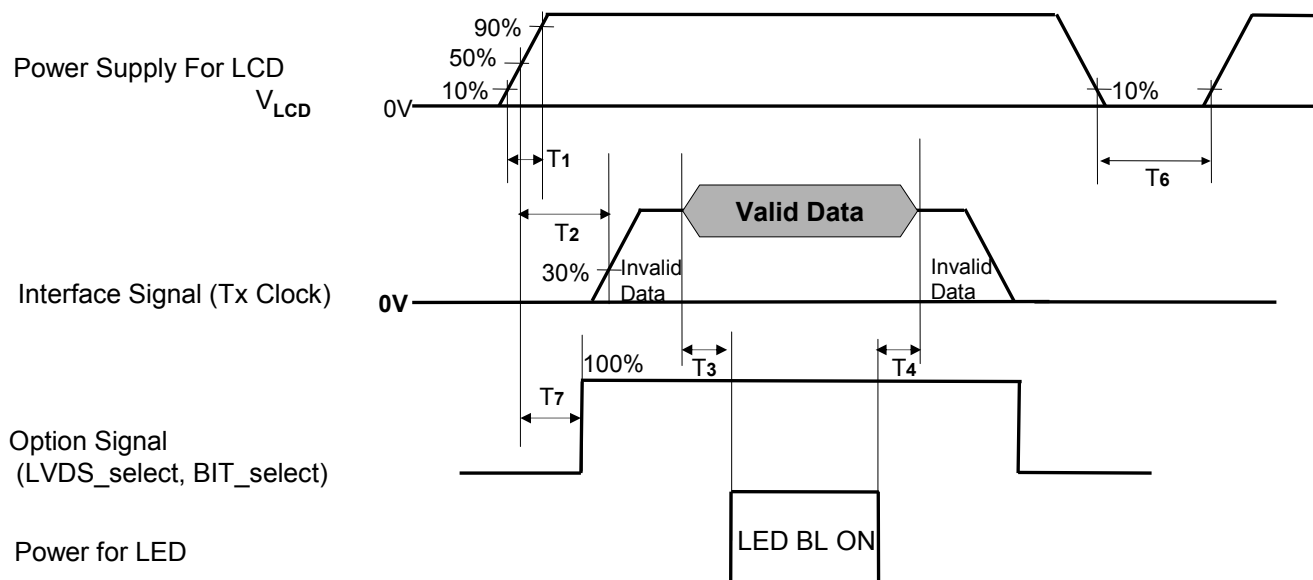 90%
50%
10%
Power Supply For LCD
VLCD
0V
10%
T1
T6
Valid Data
T2
30%
Invalid
Data
Invalid
Data
Interface Signal (Tx Clock)
0V
100%
T3
T4
T7
Option Signal
(LVDS_select, BIT_select)
LED BL ON
Power for LED